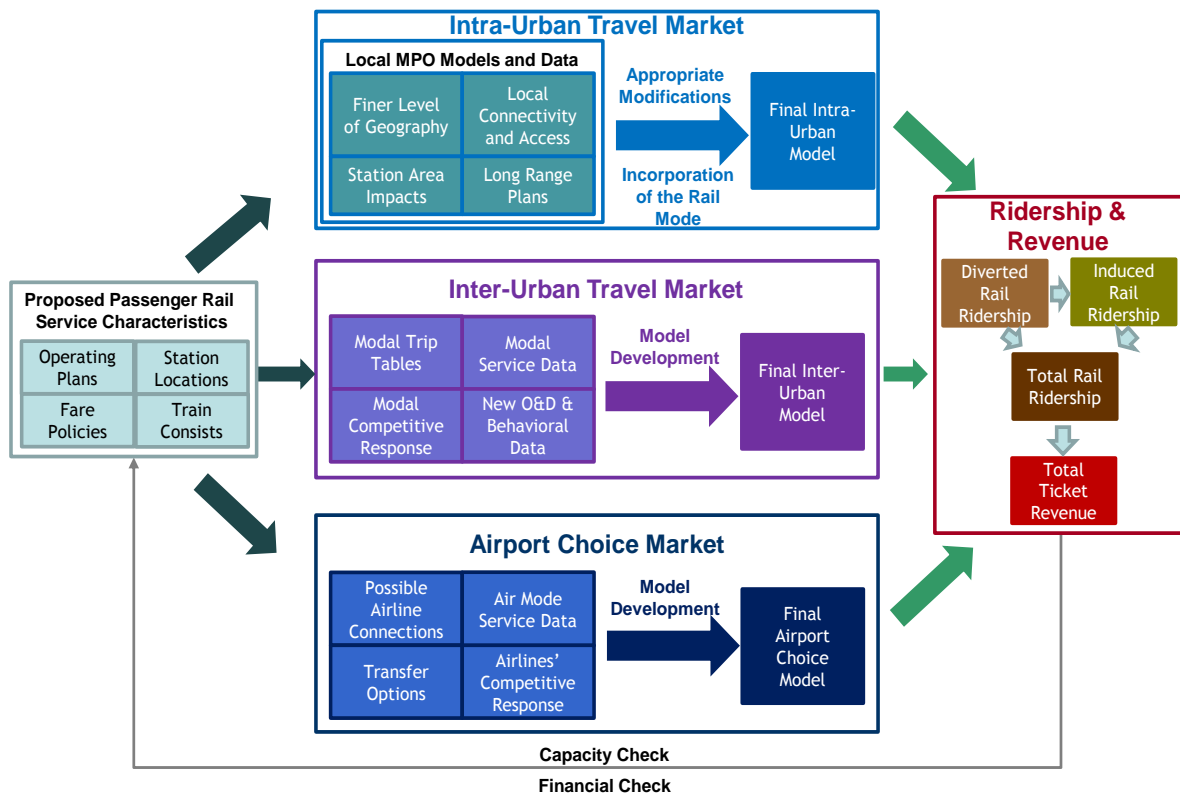 Intra-Urban Travel Market
Local MPO Models and Data
Finer Level
of Geography
Local
Connectivity
and Access
Station Area
Impacts
Long Range
Plans
Appropriate
Modifications
Incorporation
of the Rail
Mode
Final Intra-
Urban
Model
Proposed Passenger Rail
Service Characteristics
Operating
Plans
Station
Locations
Fare
Policies
Train
Consists
Inter-Urban Travel Market
Modal Trip
Tables
Modal
Service Data
Modal
Competitive
Response
New O&D &
Behavioral
Data
Model
Development
Final Inter-
Urban
Model
Airport Choice Market
Possible
Airline
Connections
Air Mode
Service Data
Transfer
Options
Airlines’
Competitive
Response
Model
Development
Final
Airport
Choice
Model
Ridership &
Revenue
Diverted
Rail
Ridership
Induced
Rail
Ridership
Total Rail
Ridership
Total
Ticket
Revenue
Capacity Check
Financial Check